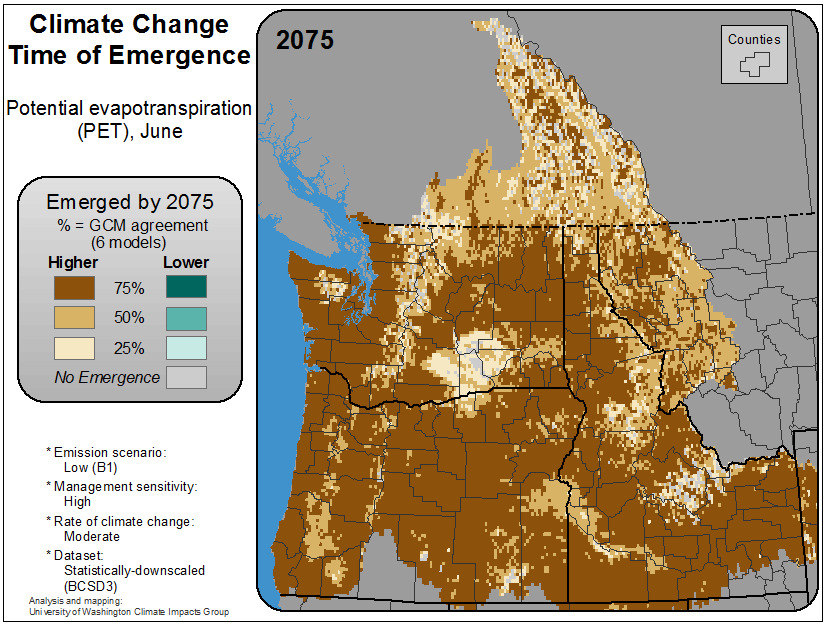 Climate Change
Time of Emergence
Potential evapotranspiration
(PET), June
Emerged by 2075
% = GCM agreement
(6 models)
Higher Lower
75%
50%
25%
No Emergence
* Emission scenario:
Low (B1)
* Management sensitivity:
High
* Rate of climate change:
Moderate
* Dataset:
Statistically-downscaled
(BCSD3)
Analysis and mapping:
University of Washington Climate Impacts Group
2075
Counties